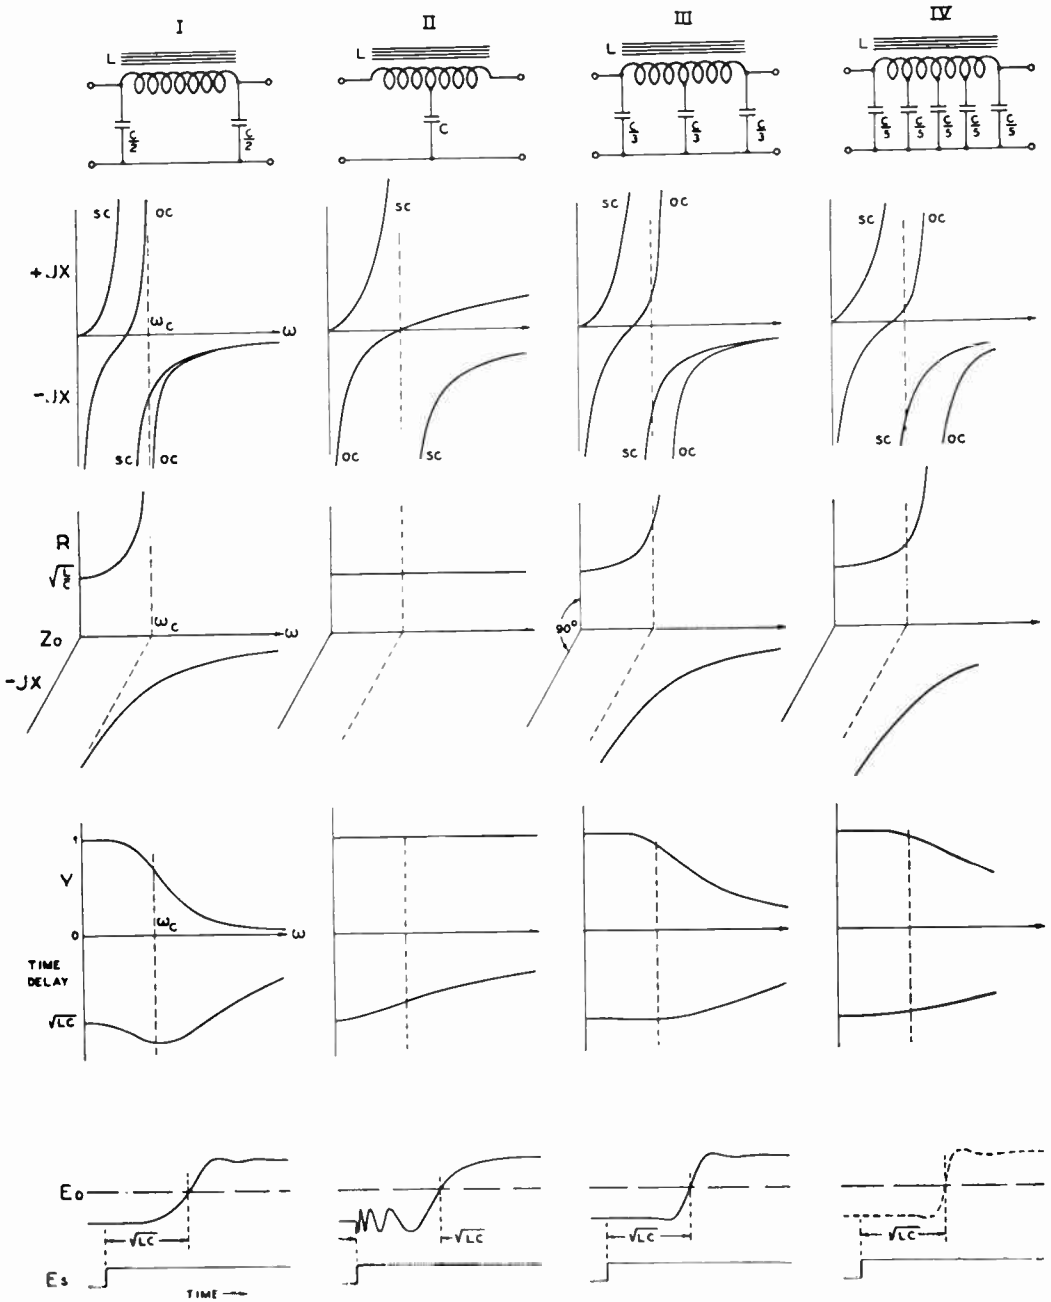 I II III IV
L L L L
C/2 C/2 C C/3 C/3 C/3 C/5 C/5 C/5 C/5 C/5
SC OC SC SC OC SC OC
+JX
ωc ω
-JX
SC OC OC SC SC OC SC OC
R
√L/C
ωc ω
Zo
90°
-JX
1
V
ωc
0 ω
TIME
DELAY
√LC
Eo
√LC √LC √LC √LC
Es
TIME